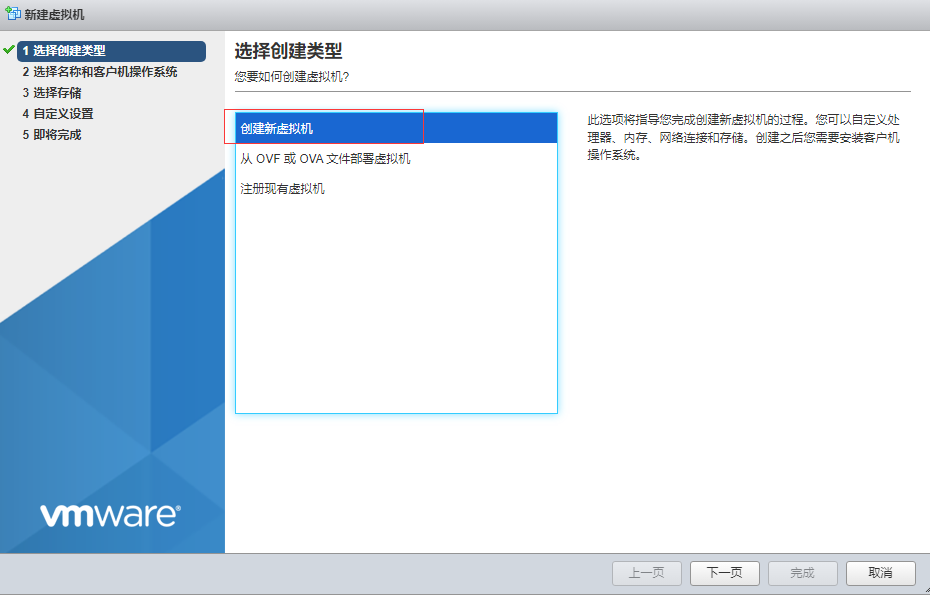 新建虚拟机
1 选择创建类型
2 选择名称和客户机操作系统
3 选择存储
4 自定义设置
5 即将完成
vmware®
选择创建类型
您要如何创建虚拟机?
创建新虚拟机
从 OVF 或 OVA 文件部署虚拟机
注册现有虚拟机
此选项将指导您完成创建新虚拟机的过程。您可以自定义处
理器、内存、网络连接和存储。创建之后您需要安装客户机
操作系统。
上一页
下一页
完成
取消